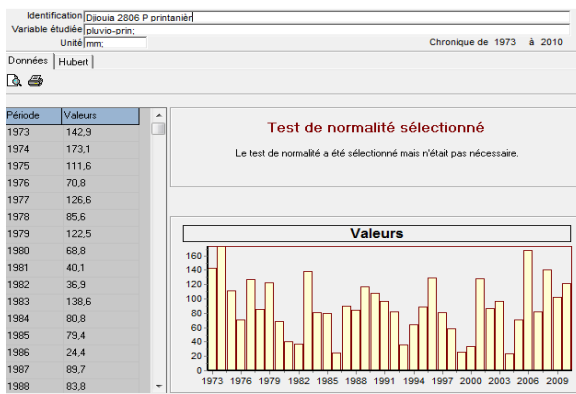 Identification Djiouia 2806 P printanièr
Variable étudiée pluvio-prin;
Unité mm; Chronique de 1973 à 2010
Données Hubert
Période Valeurs
1973 142,9
1974 173,1
1975 111,6
1976 70,8
1977 126,6
1978 85,6
1979 122,5
1980 68,8
1981 40,1
1982 36,9
1983 138,6
1984 80,8
1985 79,4
1986 24,4
1987 89,7
1988 83,8
Test de normalité sélectionné
Le test de normalité a été sélectionné mais n'était pas nécessaire.
Valeurs
160
140
120
100
80
60
40
20
0
1973 1976 1979 1982 1985 1988 1991 1994 1997 2000 2003 2006 2009